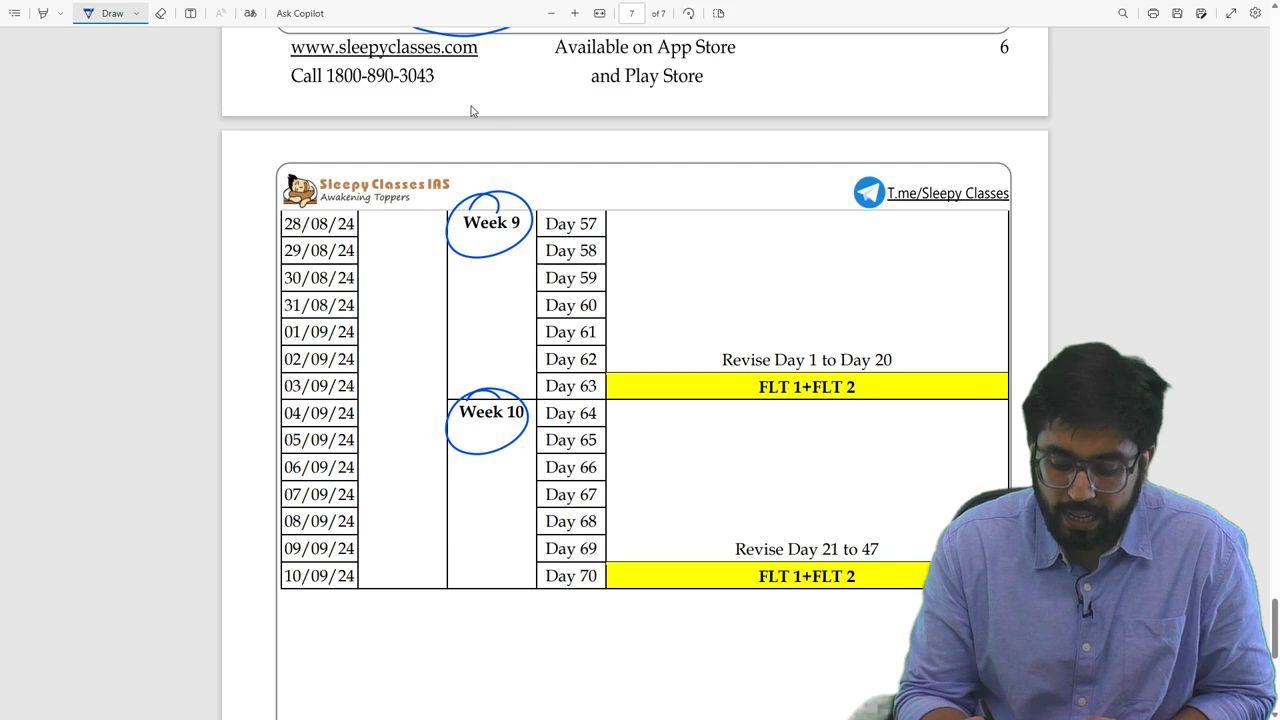 Draw
Ask Copilot
7 of 7
www.sleepyclasses.com Available on App Store 6
Call 1800-890-3043 and Play Store
Sleepy Classes IAS
Awakening Toppers
T.me/Sleepy Classes
28/08/24 Week 9 Day 57
29/08/24 Day 58
30/08/24 Day 59
31/08/24 Day 60
01/09/24 Day 61
02/09/24 Day 62 Revise Day 1 to Day 20
03/09/24 Day 63 FLT 1+FLT 2
04/09/24 Week 10 Day 64
05/09/24 Day 65
06/09/24 Day 66
07/09/24 Day 67
08/09/24 Day 68
09/09/24 Day 69 Revise Day 21 to 47
10/09/24 Day 70 FLT 1+FLT 2